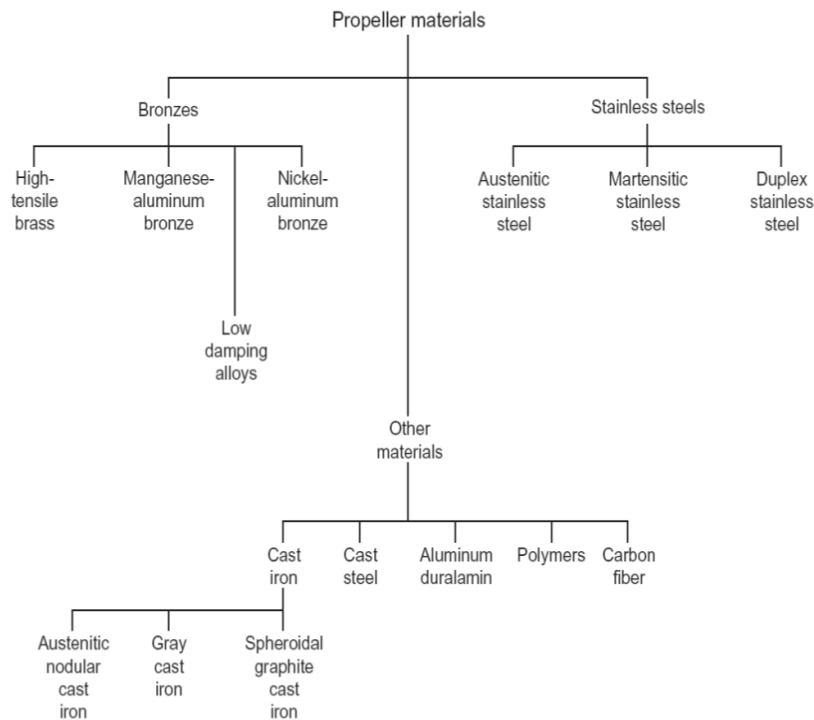 Propeller materials
Bronzes
Stainless steels
High-
tensile
brass
Manganese-
aluminum
bronze
Nickel-
aluminum
bronze
Austenitic
stainless
steel
Martensitic
stainless
steel
Duplex
stainless
steel
Low
damping
alloys
Other
materials
Cast
iron
Cast
steel
Aluminum
duralamin
Polymers
Carbon
fiber
Austenitic
nodular
cast
iron
Gray
cast
iron
Spheroidal
graphite
cast
iron